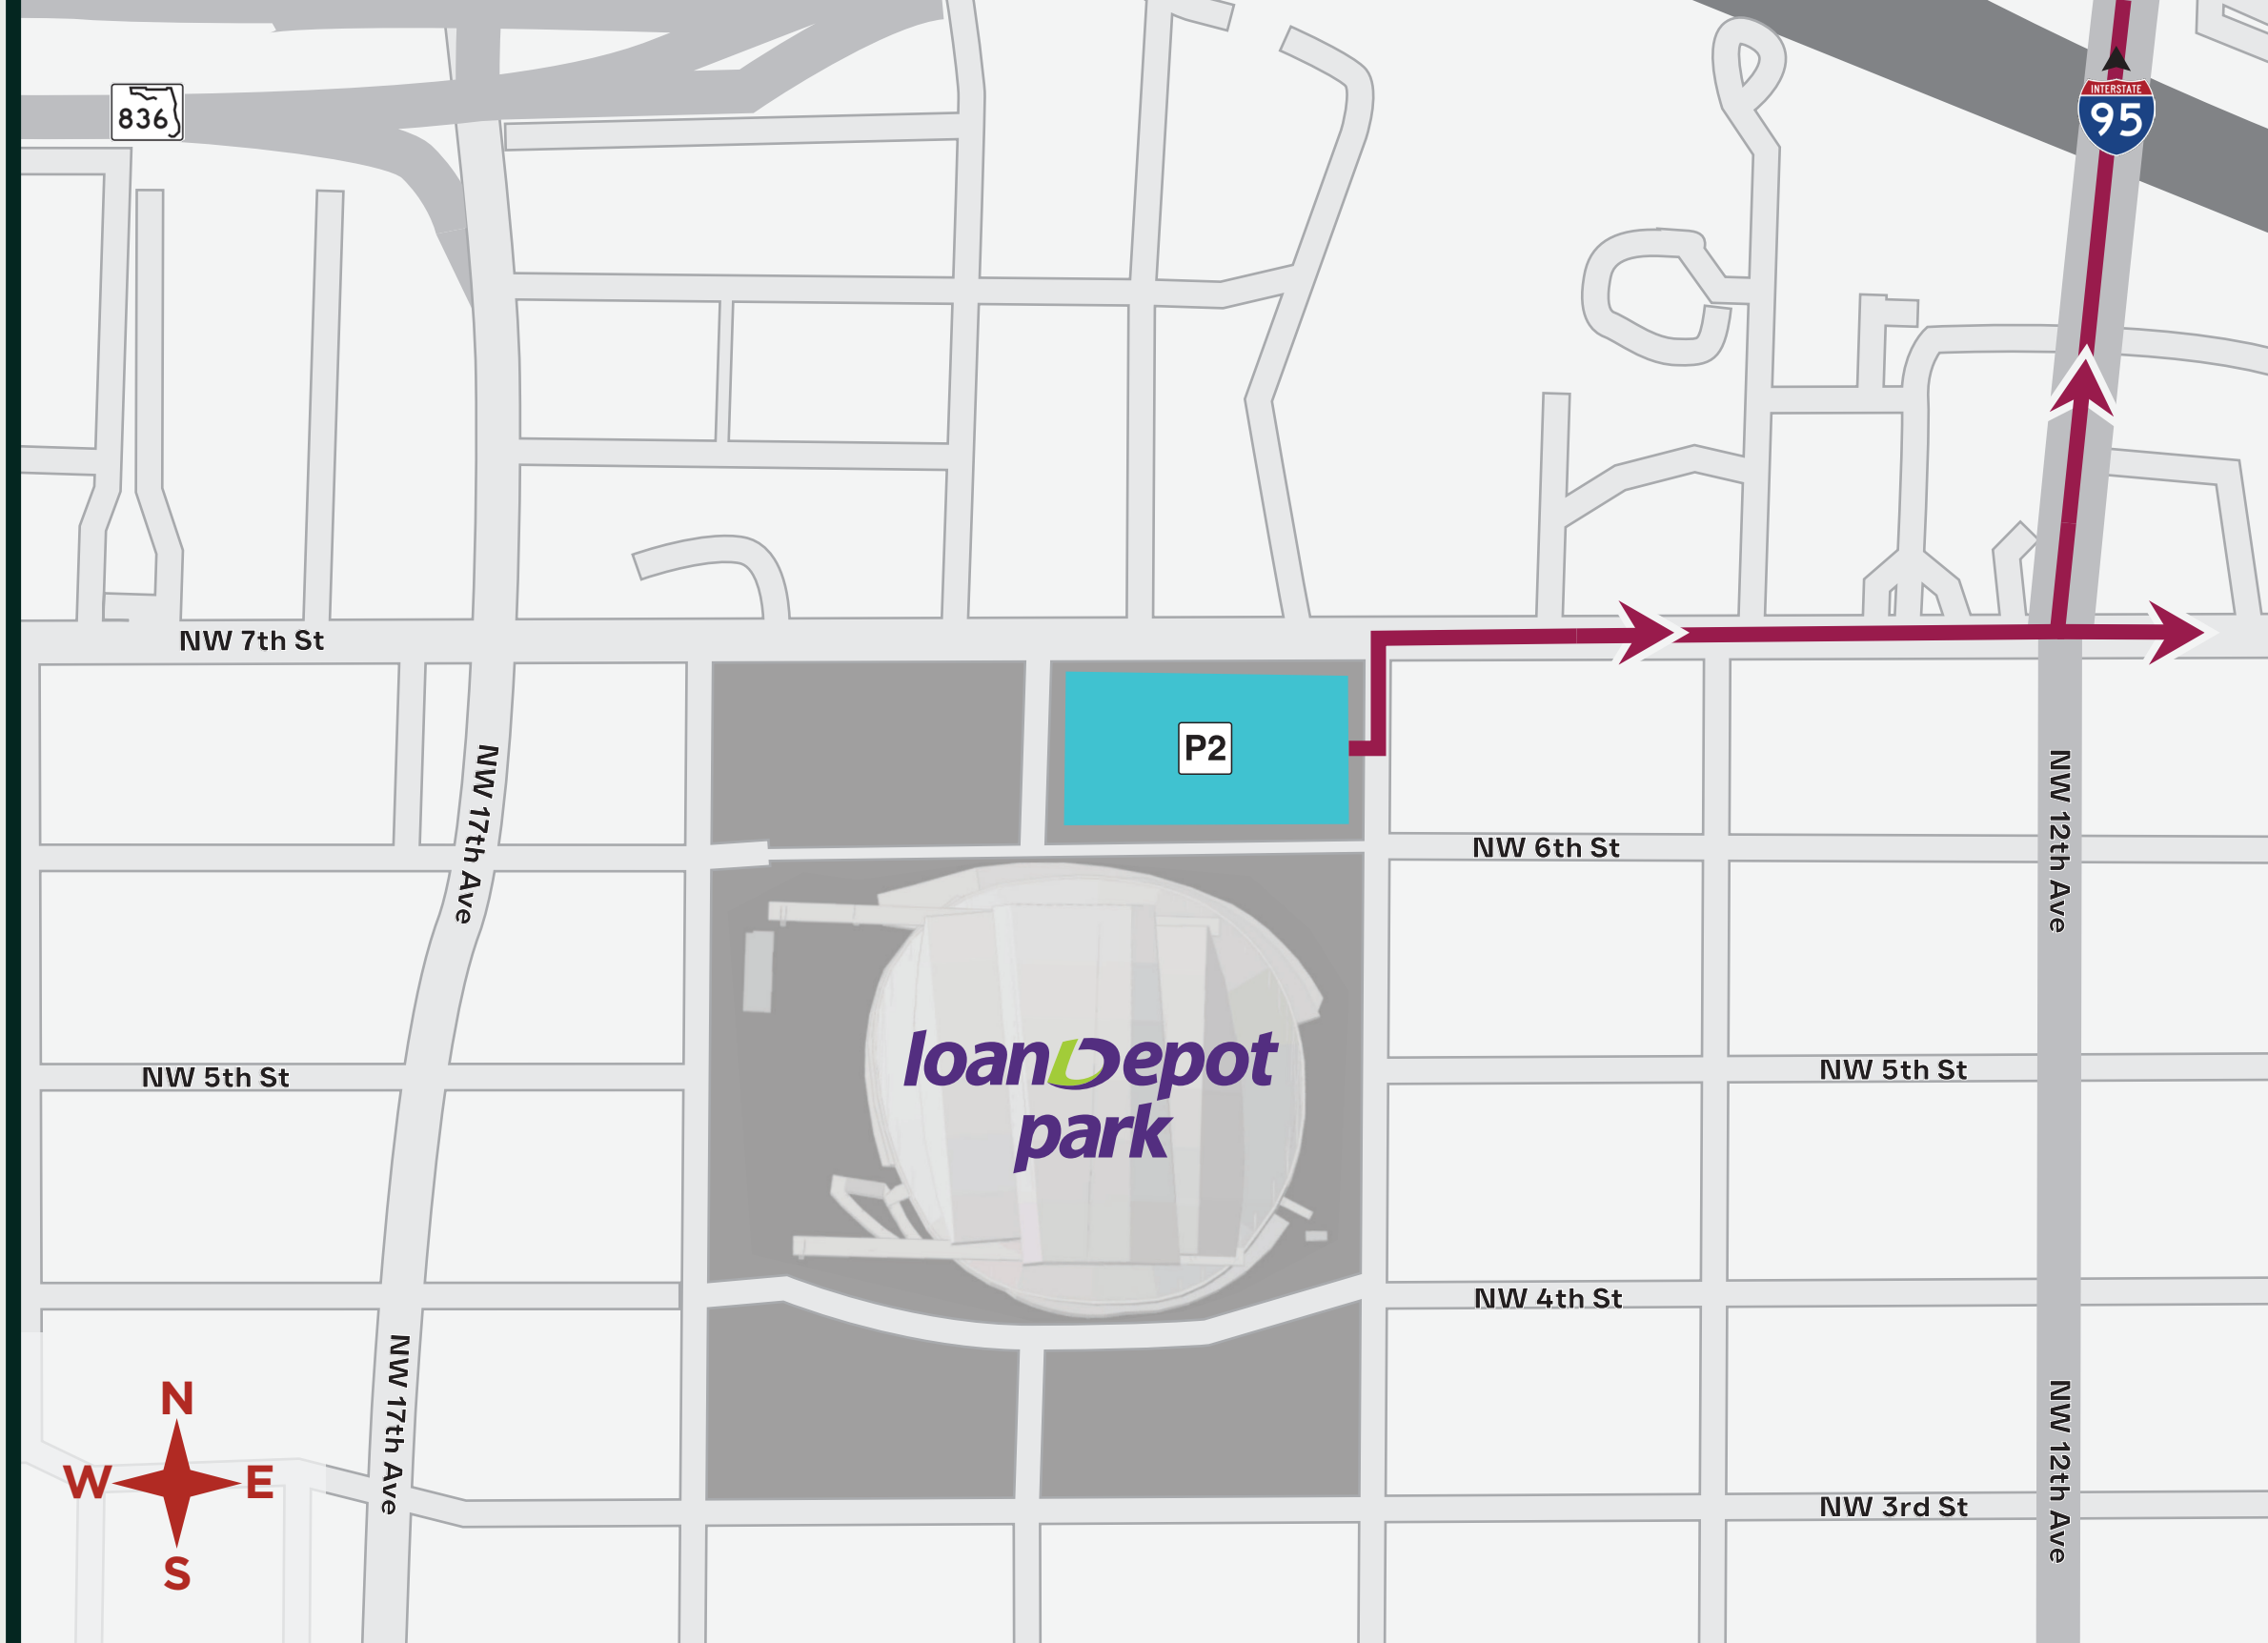 836
INTERSTATE
95
NW 7th St
P2
NW 17th Ave
NW 12th Ave
NW 6th St
loanDepot
park
NW 5th St
NW 5th St
NW 4th St
NW 17th Ave
NW 12th Ave
NW 3rd St
N
W E
S